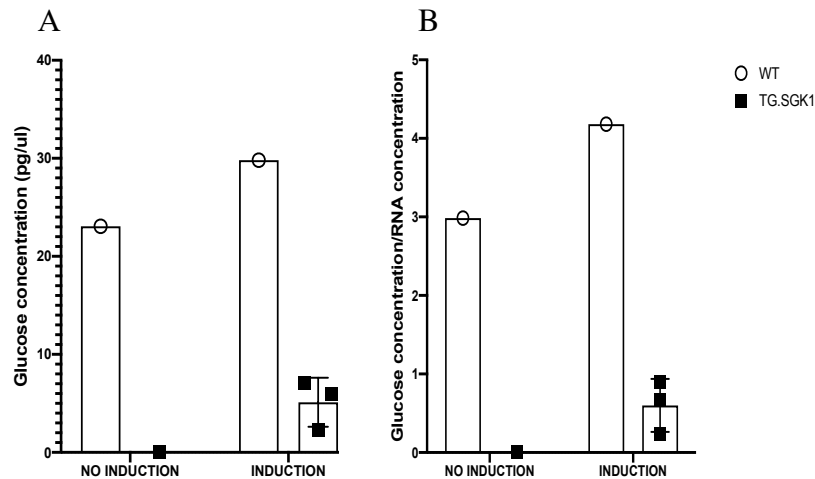 A
Glucose concentration (pg/ul)
40
30
20
10
0
NO INDUCTION
INDUCTION
B
Glucose concentration/RNA concentration
5
4
3
2
1
0
NO INDUCTION
INDUCTION
WT
TG.SGK1